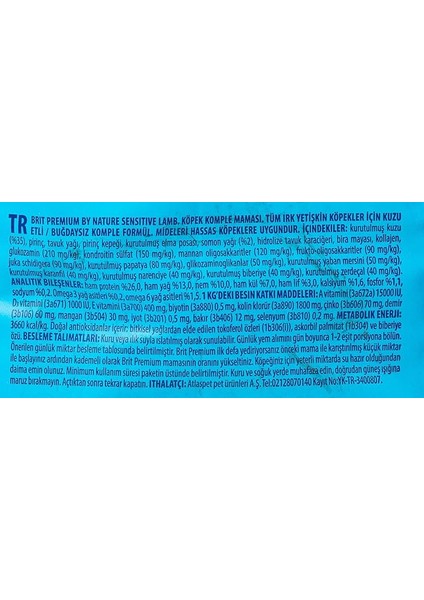 TR BRIT PREMIUM BY NATURE SENSITIVE LAMB. KÖPEK KOMPLE MAMASI. TÜM IRK YETİŞKİN KÖPEKLER İÇİN KUZU
ETLİ / BUĞDAYSIZ KOMPLE FORMÜL. MİDELERİ HASSAS KÖPEKLERE UYGUNDUR. İÇİNDEKİLER: kurutulmuş kuzu
(%35), pirinç, tavuk yağı, pirinç kepeği, kurutulmuş elma posası, somon yağı (%2), hidrolize tavuk karaciğeri, bira mayası, kollajen,
glukozamin (210 mg/kg), kondroitin sülfat (150 mg/kg), mannan oligosakkaritler (120 mg/kg), frukto-oligosakkaritler (90 mg/kg),
juka schidigera (90 mg/kg), kurutulmuş papatya (80 mg/kg), glikozaminoglikanlar (50 mg/kg), kurutulmuş yaban mersini (50 mg/kg),
kurutulmuş karanfil (40 mg/kg), kurutulmuş narenciye (40 mg/kg), kurutulmuş biberiye (40 mg/kg), kurutulmuş zerdeçal (40 mg/kg).
ANALİTİK BİLEŞENLER: ham protein %26.0, ham yağ %13.0, nem %10.0, ham kül %7.0, ham lif %3.0, kalsiyum %1.6, fosfor %1.1,
sodyum %0.2, Omega 3 yağ asitleri %0.2, omega 6 yağ asitleri %1.5. 1 KG'DEKİ BESİN KATKI MADDELERİ: A vitamini (3a672a) 15000 IU,
D vitamini (3a671) 1000 IU, E vitamini (3a700) 400 mg, biotin (3a880) 0.5 mg, kolin klorür (3a890) 1800 mg, çinko (3b606) 70 mg, demir
(3b106) 60 mg, mangan (3b504) 30 mg, iyot (3b201) 0,5 mg, bakır (3b406) 12 mg, selenyum (3b810) 0.2 mg. METABOLİK ENERJİ:
3660 kcal/kg. Doğal antioksidanlar içerir: bitkisel yağlardan elde edilen tokoferol özleri (1b306(i)), askorbil palmitat (1b304) ve biberiye
özü. BESLEME TALİMATLARI: Kuru veya ılık suyla ıslatılmış olarak sunulabilir. Günlük yem alımını gün boyunca 1-2 eşit porsiyona bölün.
Önerilen günlük miktar besleme tablosunda belirtilmiştir. Brit Premium ilk defa yediriyorsanız önceki mama ile karıştırılmış küçük miktar
ile başlayınız ardından kademeli olarak Brit Premium mamasının oranını yükseltiniz. Köpeğiniz için yeterli miktarda su hazır olduğundan
daima emin olunuz. Minimum kullanım süresi paketin üstünde belirtilmiştir. Kuru ve soğuk yerde muhafaza edin, doğrudan güneş ışığına
maruz bırakmayın. Açıktan sonra tekrar kapatın. İTHALATÇI: Atlaspet pet ürünleri A.Ş.Tel:02128070140 Kayıt No:YK-TR-3400807.